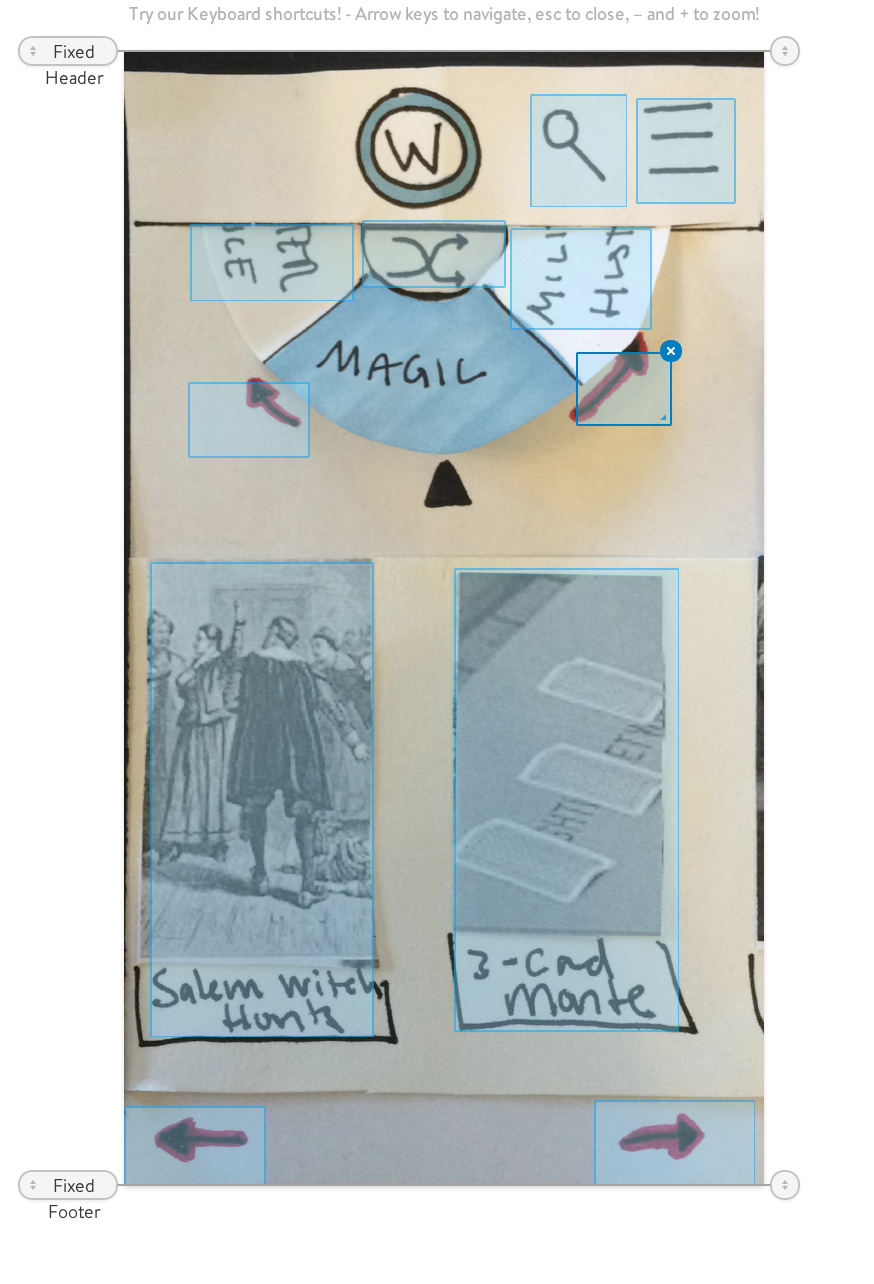 Try our Keyboard shortcuts! - Arrow keys to navigate, esc to close, – and + to zoom!
Fixed
Header
W
MAGIC
Salem Witch
Hunts
3-Card
Monte
Fixed
Footer